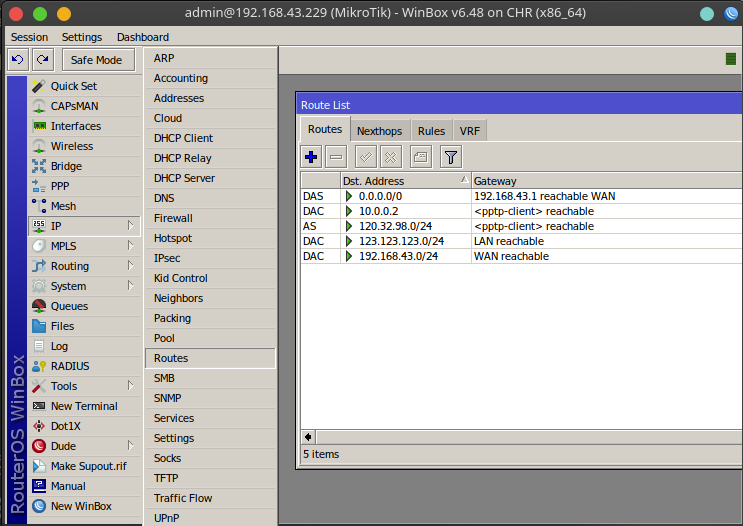 admin@192.168.43.229 (MikroTik) - WinBox v6.48 on CHR (x86_64)
Session Settings Dashboard
Safe Mode
RouterOS WinBox
Quick Set
CAPsMAN
Interfaces
Wireless
Bridge
PPP
Mesh
255
IP
MPLS
Routing
System
Queues
Files
Log
RADIUS
Tools
New Terminal
Dot1X
Dude
Make Supout.rif
Manual
New WinBox
ARP
Accounting
Addresses
Cloud
DHCP Client
DHCP Relay
DHCP Server
DNS
Firewall
Hotspot
IPsec
Kid Control
Neighbors
Packing
Pool
Routes
SMB
SNMP
Services
Settings
Socks
TFTP
Traffic Flow
UPnP
Route List
Routes Nexthops Rules VRF
Dst. Address Gateway
DAS 0.0.0.0/0 192.168.43.1 reachable WAN
DAC 10.0.0.2 <pptp-client> reachable
AS 120.32.98.0/24 <pptp-client> reachable
DAC 123.123.123.0/24 LAN reachable
DAC 192.168.43.0/24 WAN reachable
5 items